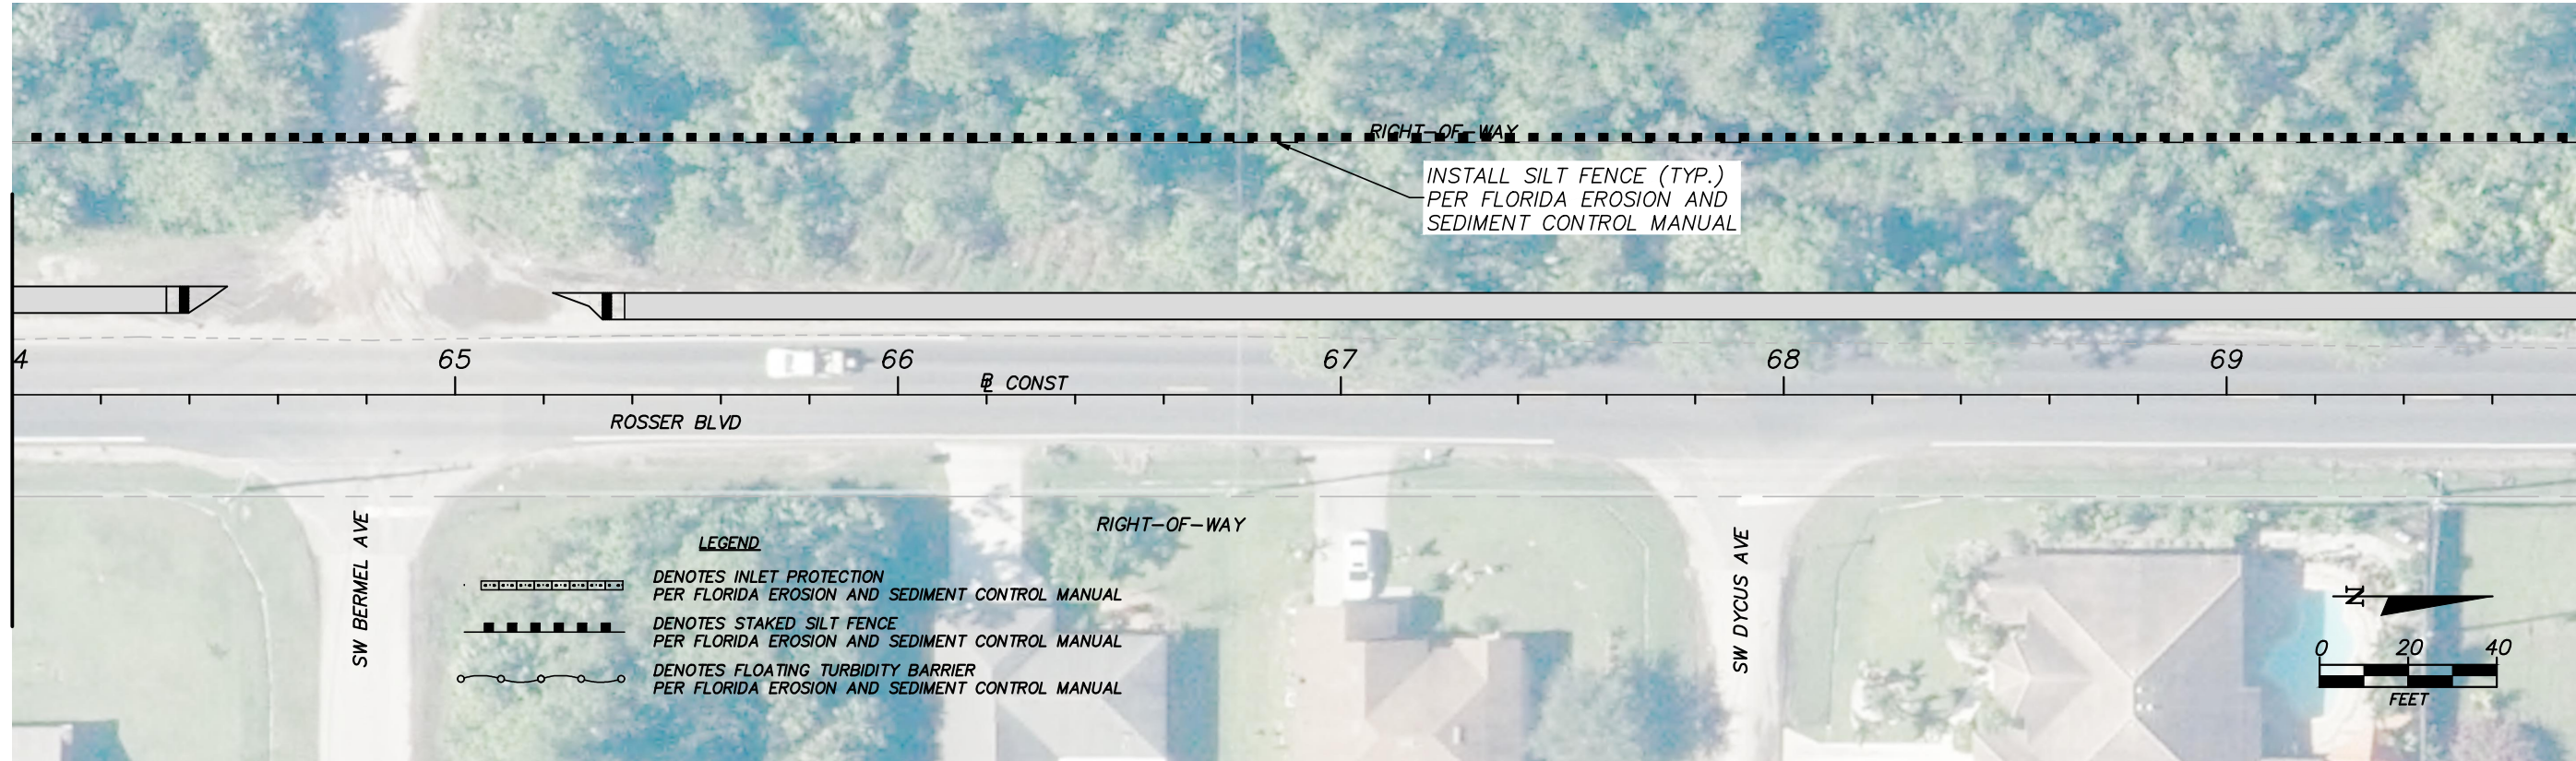 RIGHT-OF-WAY
INSTALL SILT FENCE (TYP.)
PER FLORIDA EROSION AND
SEDIMENT CONTROL MANUAL
4 65 66 67 68 69
BL CONST
ROSSER BLVD
RIGHT-OF-WAY
SW BERMEL AVE
LEGEND
DENOTES INLET PROTECTION
PER FLORIDA EROSION AND SEDIMENT CONTROL MANUAL
DENOTES STAKED SILT FENCE
PER FLORIDA EROSION AND SEDIMENT CONTROL MANUAL
DENOTES FLOATING TURBIDITY BARRIER
PER FLORIDA EROSION AND SEDIMENT CONTROL MANUAL
SW DYCUS AVE
N
0 20 40
FEET